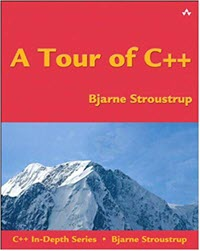 A Tour of C++
Bjarne Stroustrup
C++ In-Depth Series • Bjarne Stroustrup